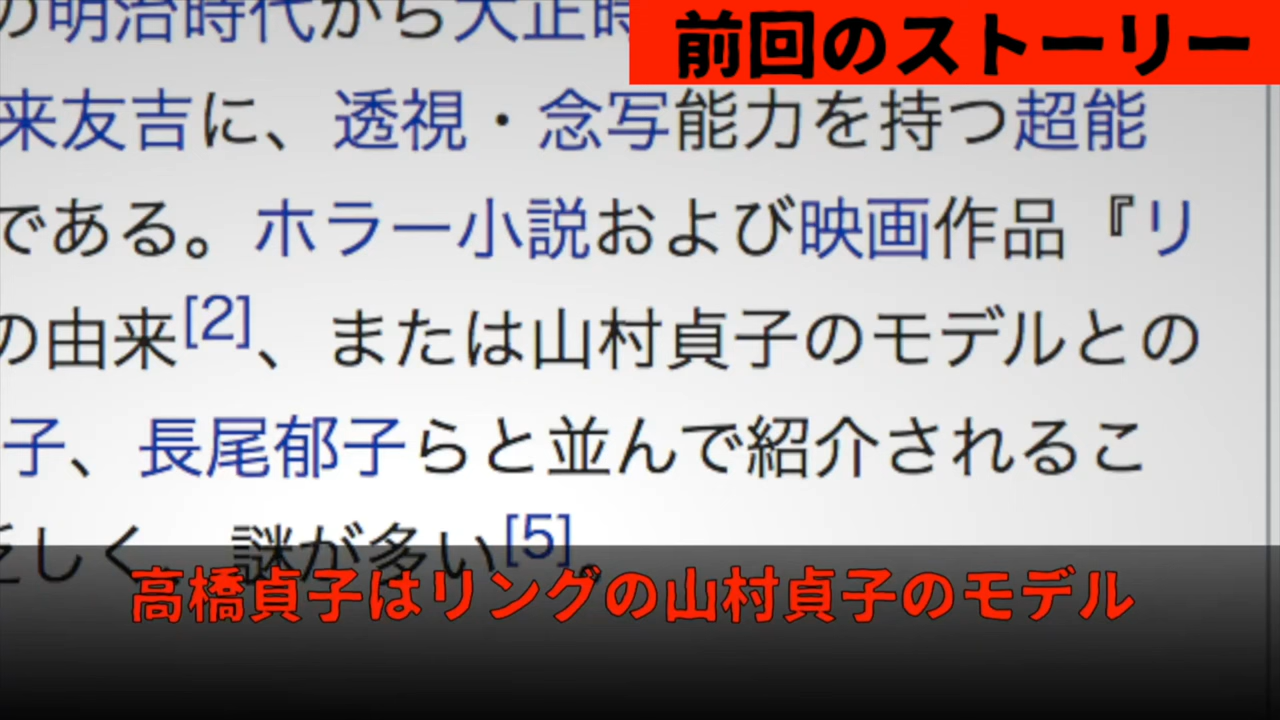 前回のストーリー
の明治時代から大正時
来友吉に、透視・念写能力を持つ超能
である。ホラー小説および映画作品『リ
の由来[2]、または山村貞子のモデルとの
子、長尾郁子らと並んで紹介されるこ
乏しく、謎が多い[5]。
高橋貞子はリングの山村貞子のモデル